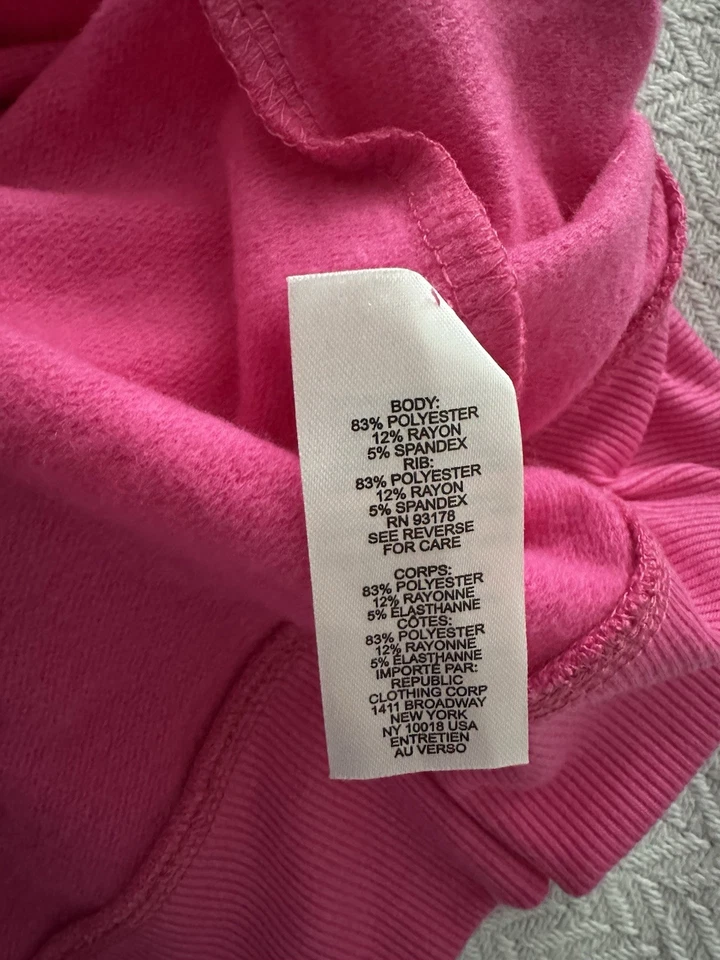 BODY:
83% POLYESTER
12% RAYON
5% SPANDEX
RIB:
83% POLYESTER
12% RAYON
5% SPANDEX
RN 93178
SEE REVERSE
FOR CARE
CORPS:
83% POLYESTER
12% RAYONNE
5% ÉLASTHANNE
CÔTES:
83% POLYESTER
12% RAYONNE
5% ÉLASTHANNE
IMPORTÉ PAR:
REPUBLIC
CLOTHING CORP
1411 BROADWAY
NEW YORK
NY 10018 USA
ENTRETIEN
AU VERSO